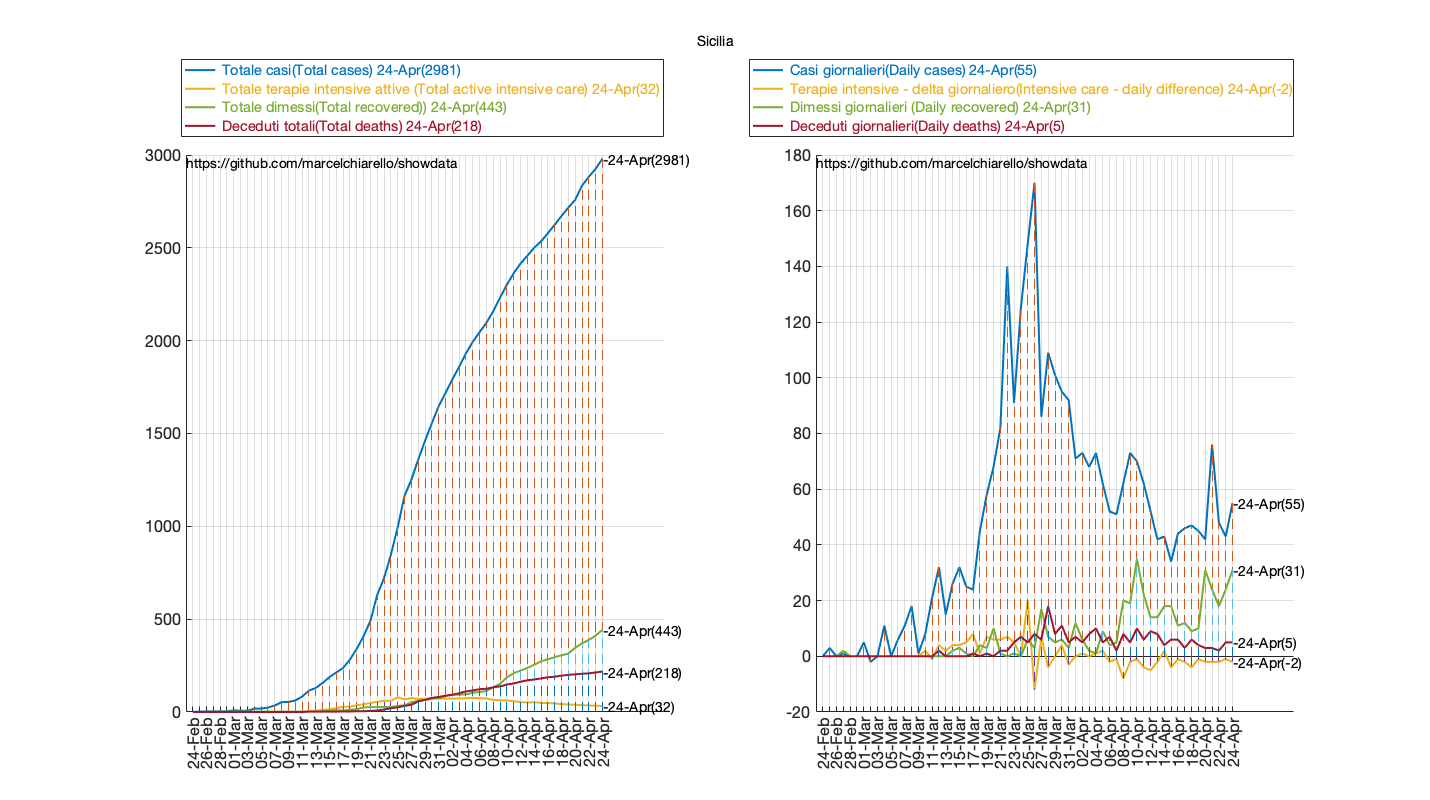 Sicilia
Totale casi(Total cases) 24-Apr(2981)
Totale terapie intensive attive (Total active intensive care) 24-Apr(32)
Totale dimessi(Total recovered)) 24-Apr(443)
Deceduti totali(Total deaths) 24-Apr(218)
https://github.com/marcelchiarello/showdata
3000
2500
2000
1500
1000
500
0
-24-Apr(2981)
-24-Apr(443)
-24-Apr(218)
-24-Apr(32)
24-Feb
26-Feb
28-Feb
01-Mar
03-Mar
05-Mar
07-Mar
09-Mar
11-Mar
13-Mar
15-Mar
17-Mar
19-Mar
21-Mar
23-Mar
25-Mar
27-Mar
29-Mar
31-Mar
02-Apr
04-Apr
06-Apr
08-Apr
10-Apr
12-Apr
14-Apr
16-Apr
18-Apr
20-Apr
22-Apr
24-Apr
Casi giornalieri(Daily cases) 24-Apr(55)
Terapie intensive - delta giornaliero(Intensive care - daily difference) 24-Apr(-2)
Dimessi giornalieri (Daily recovered) 24-Apr(31)
Deceduti giornalieri(Daily deaths) 24-Apr(5)
https://github.com/marcelchiarello/showdata
180
160
140
120
100
80
60
40
20
0
-20
-24-Apr(55)
-24-Apr(31)
-24-Apr(5)
-24-Apr(-2)
24-Feb
26-Feb
28-Feb
01-Mar
03-Mar
05-Mar
07-Mar
09-Mar
11-Mar
13-Mar
15-Mar
17-Mar
19-Mar
21-Mar
23-Mar
25-Mar
27-Mar
29-Mar
31-Mar
02-Apr
04-Apr
06-Apr
08-Apr
10-Apr
12-Apr
14-Apr
16-Apr
18-Apr
20-Apr
22-Apr
24-Apr